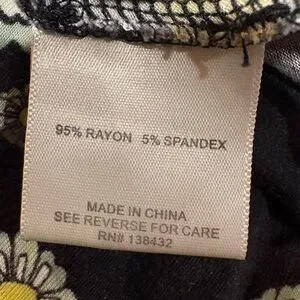 95% RAYON 5% SPANDEX
MADE IN CHINA
SEE REVERSE FOR CARE
RN# 138432